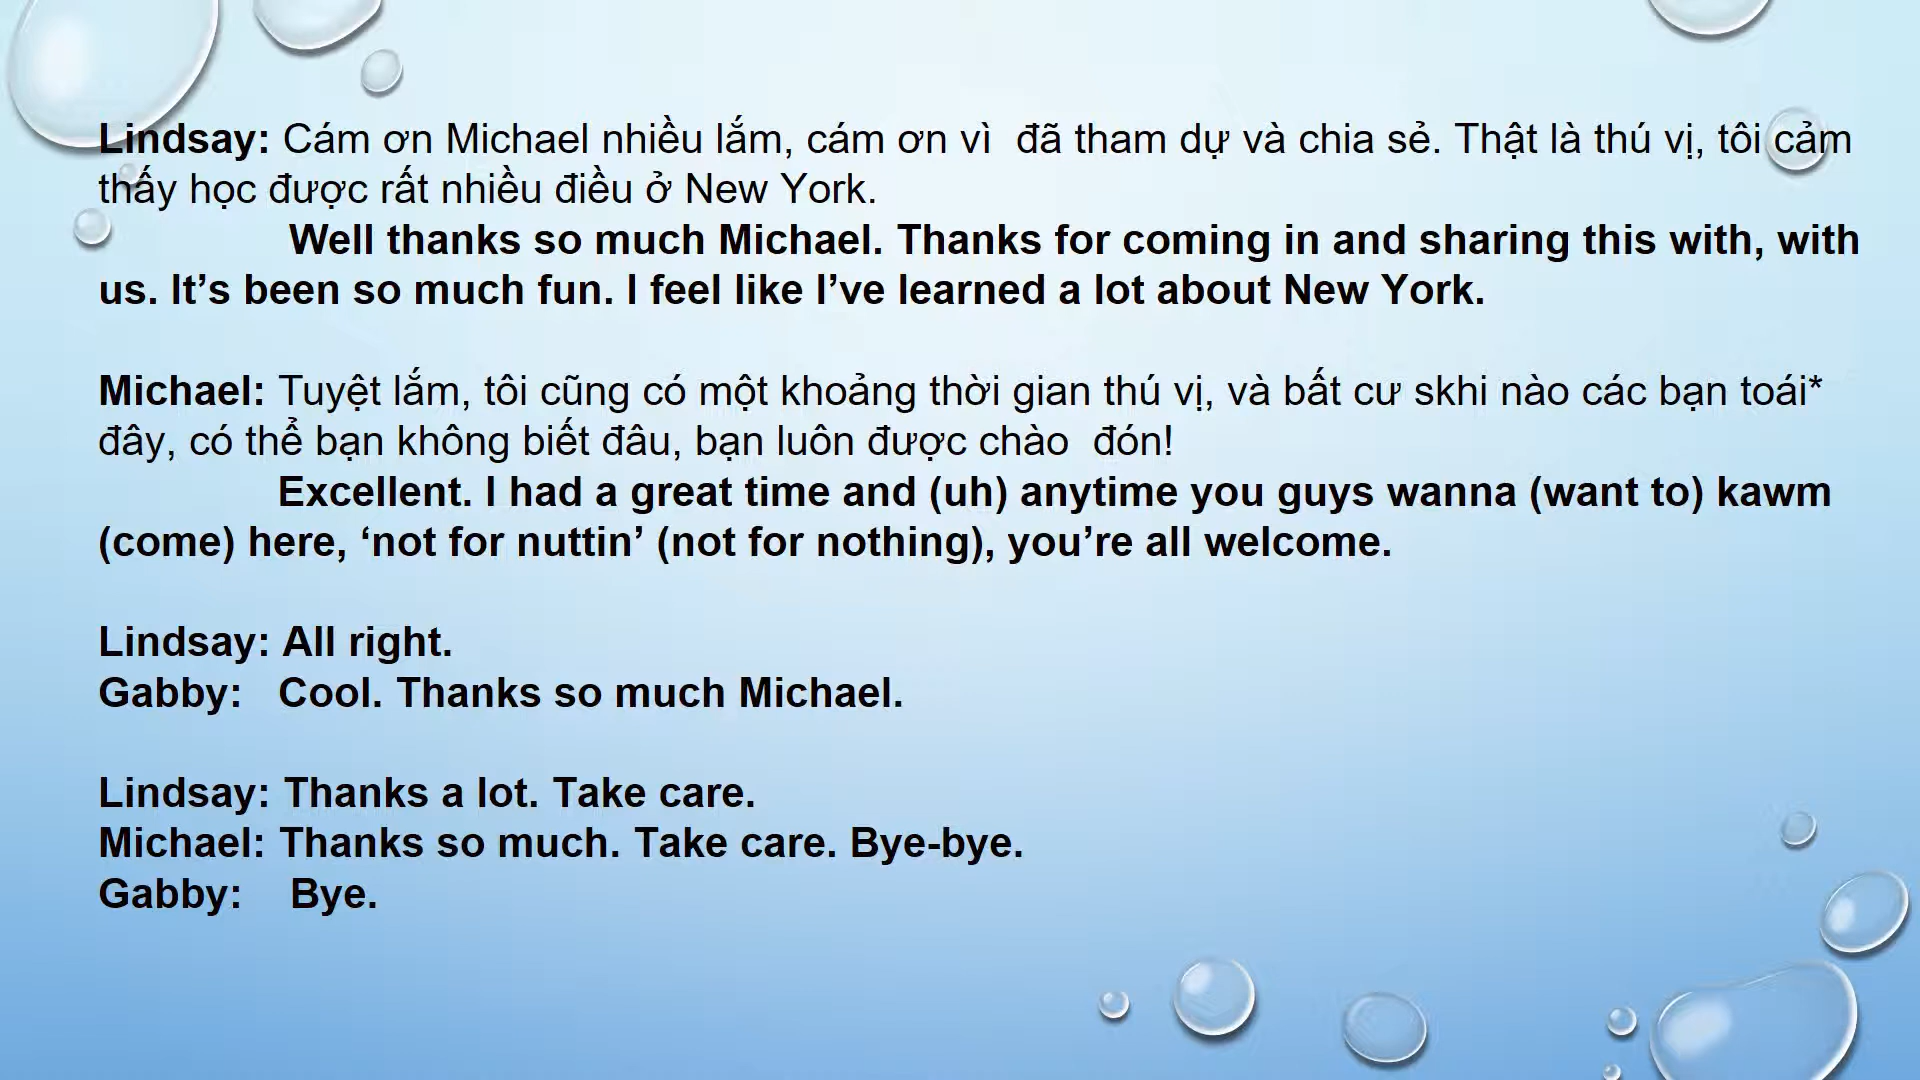 Lindsay: Cám ơn Michael nhiều lắm, cám ơn vì  đã tham dự và chia sẻ. Thật là thú vị, tôi cảm
thấy học được rất nhiều điều ở New York.
Well thanks so much Michael. Thanks for coming in and sharing this with, with
us. It’s been so much fun. I feel like I’ve learned a lot about New York.
Michael: Tuyệt lắm, tôi cũng có một khoảng thời gian thú vị, và bất cư skhi nào các bạn toái*
đây, có thể bạn không biết đâu, bạn luôn được chào  đón!
Excellent. I had a great time and (uh) anytime you guys wanna (want to) kawm
(come) here, ‘not for nuttin’ (not for nothing), you’re all welcome.
Lindsay: All right.
Gabby:   Cool. Thanks so much Michael.
Lindsay: Thanks a lot. Take care.
Michael: Thanks so much. Take care. Bye-bye.
Gabby:    Bye.